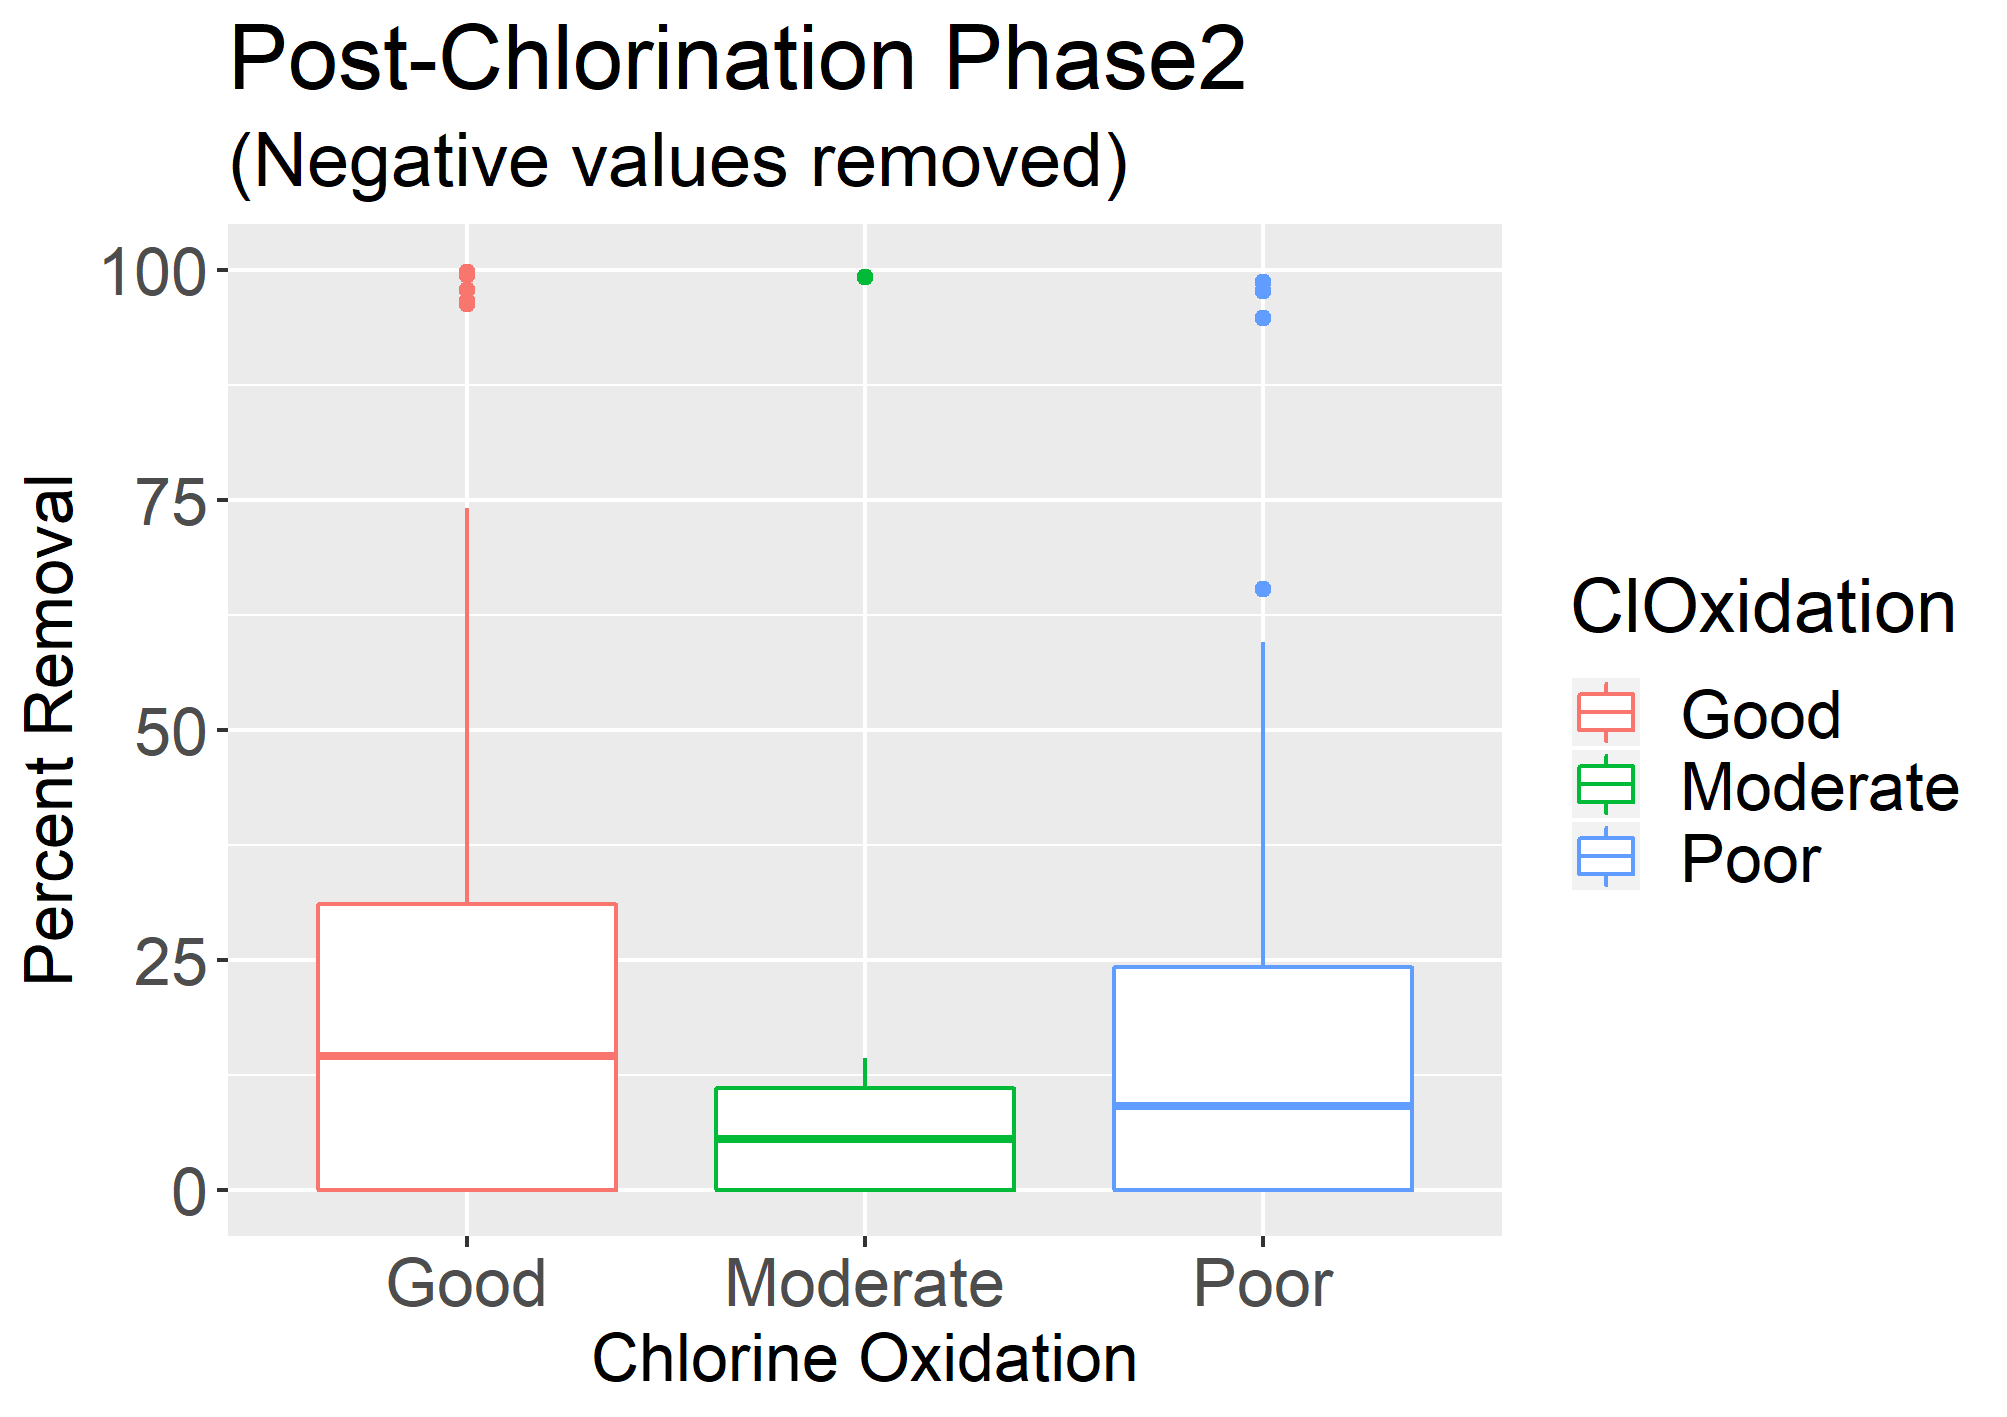 Post-Chlorination Phase2
(Negative values removed)
Percent Removal
100
75
50
25
0
Good Moderate Poor
Chlorine Oxidation
ClOxidation
Good
Moderate
Poor